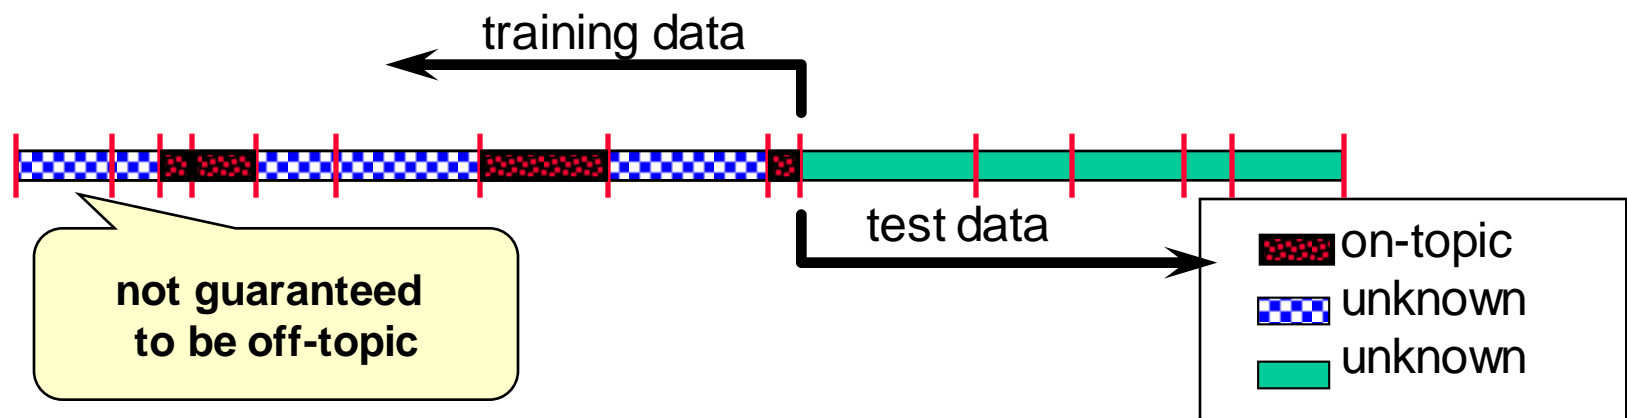 training data
test data
on-topic
unknown
unknown
not guaranteed
to be off-topic